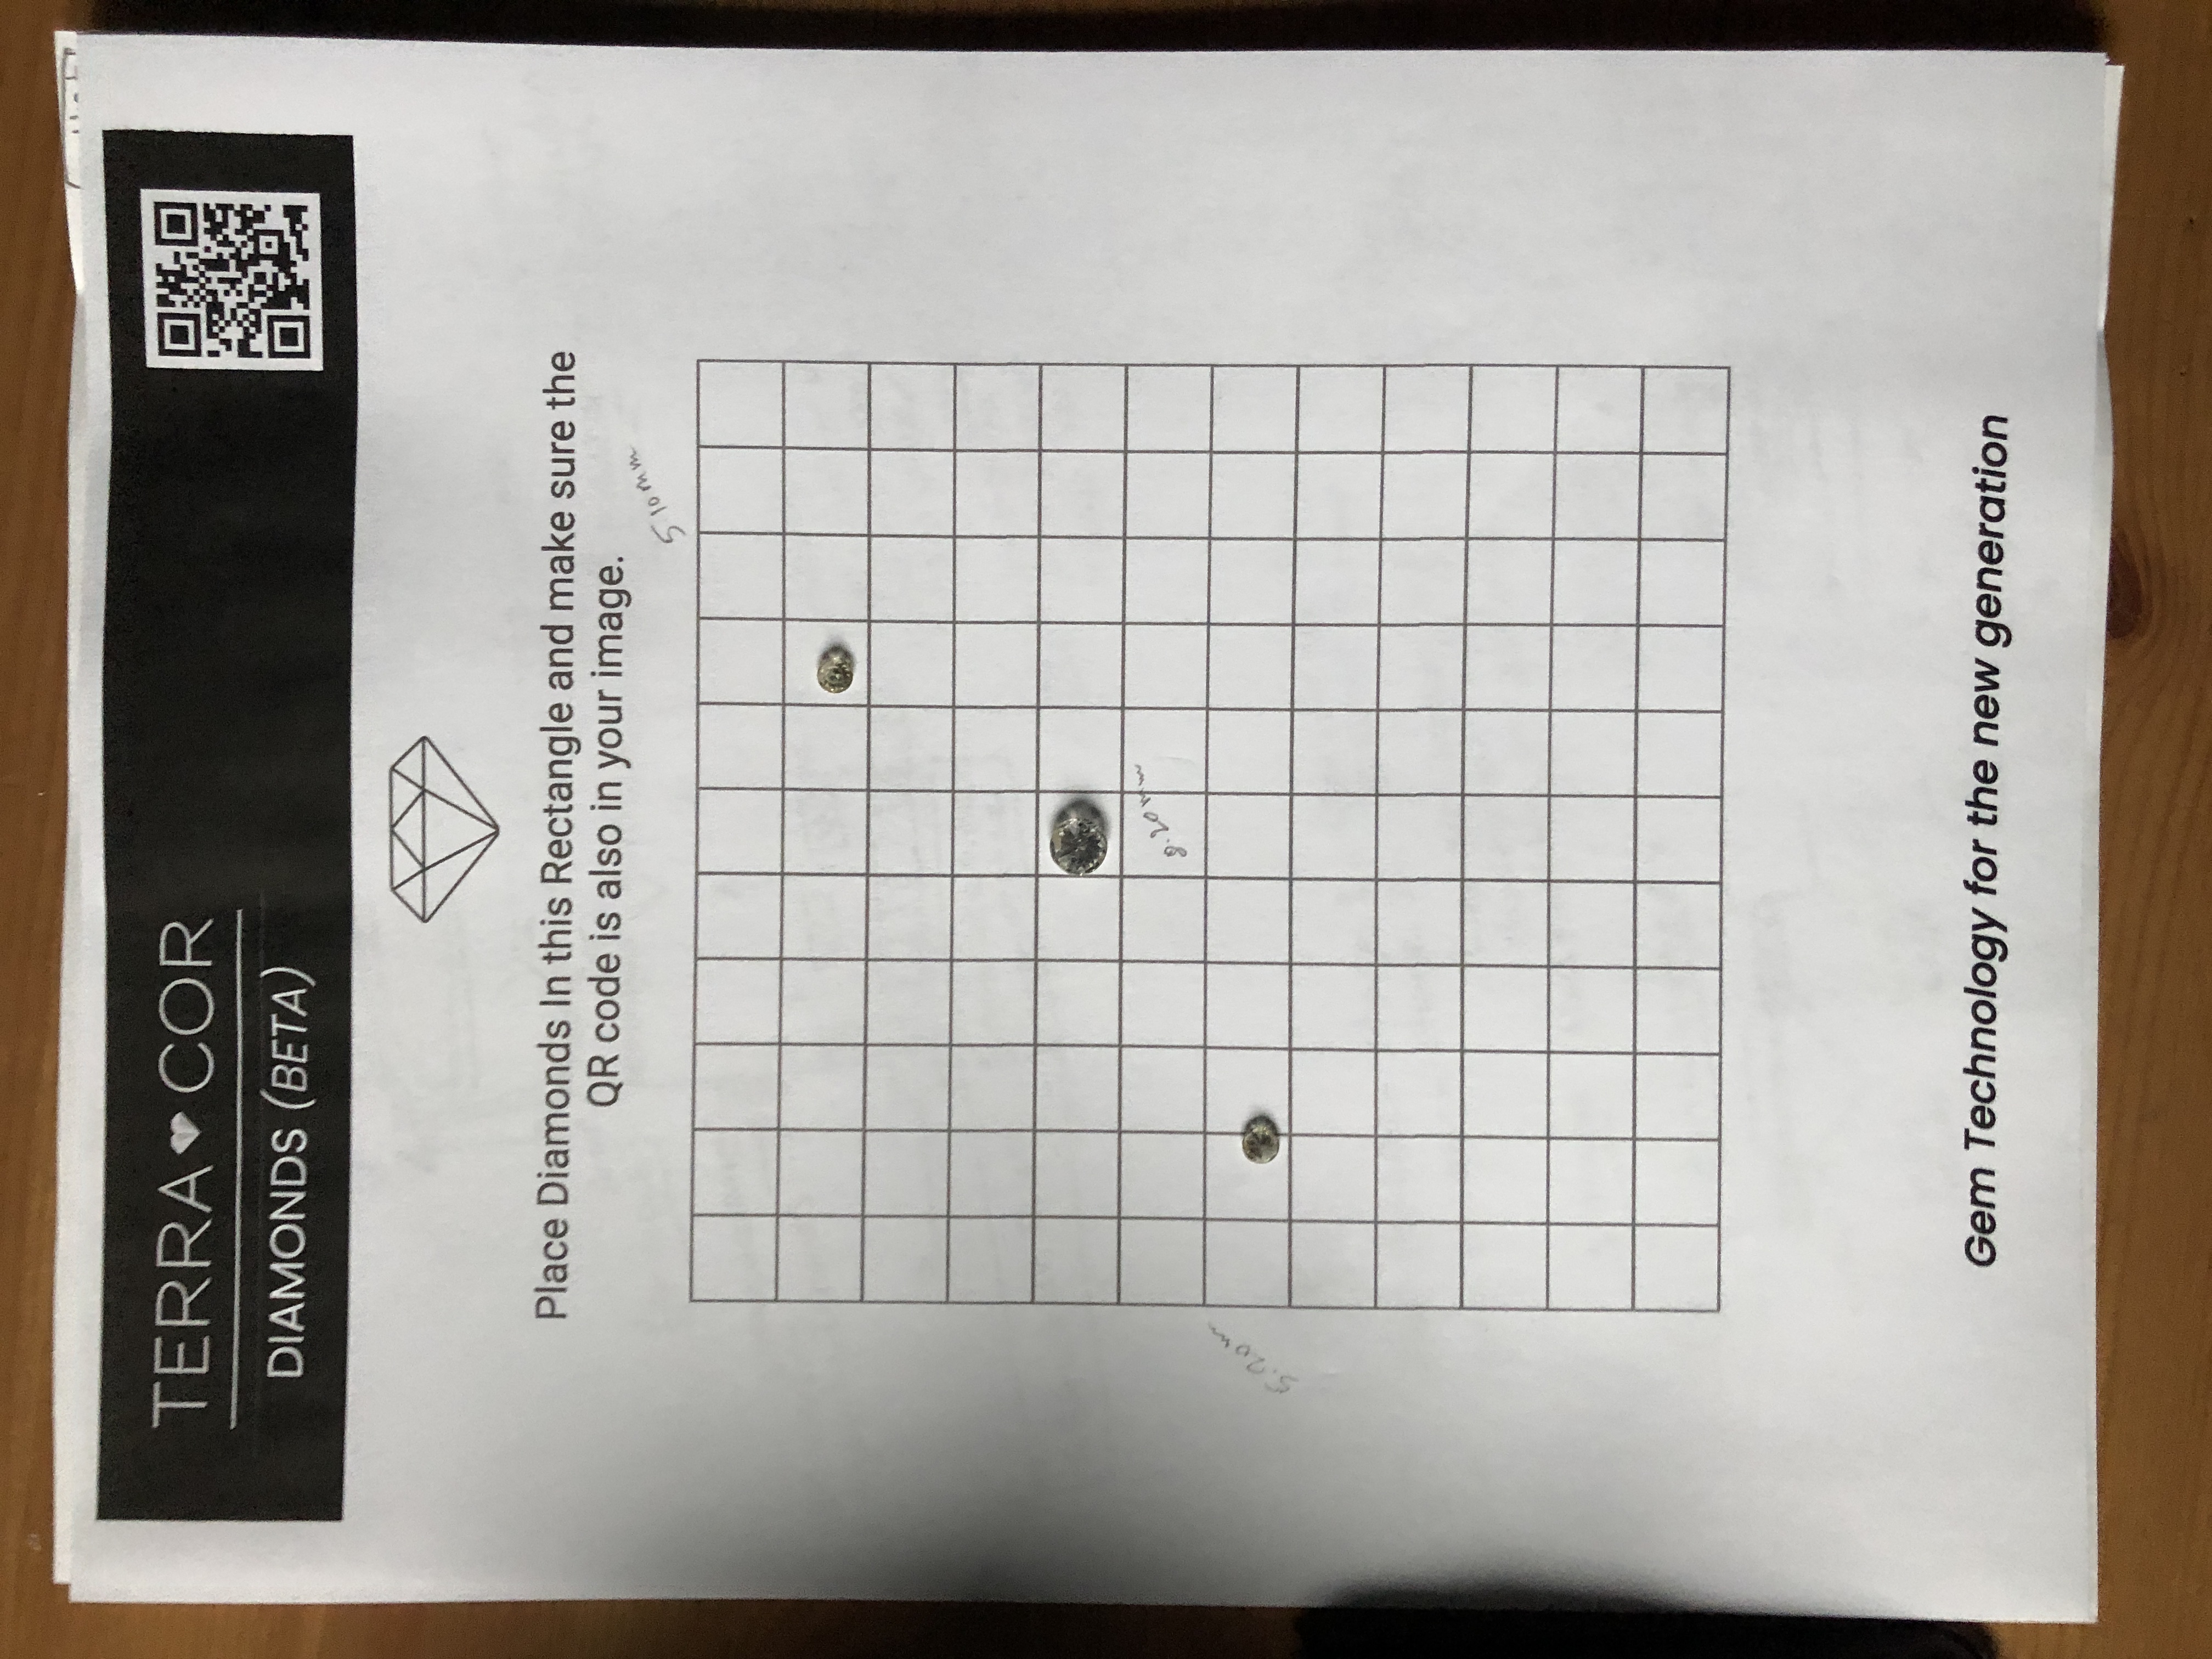 TERRA COR
DIAMONDS (BETA)
Place Diamonds In this Rectangle and make sure the
QR code is also in your image.
5 10mm
8.20mm
5.20m
Gem Technology for the new generation